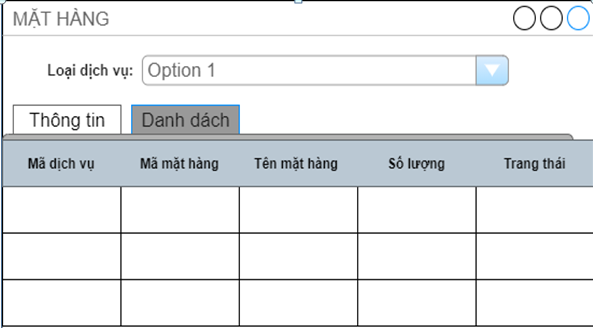 MẶT HÀNG
Loại dịch vụ: Option 1
Thông tin Danh dách
Mã dịch vụ Mã mặt hàng Tên mặt hàng Số lượng Trang thái